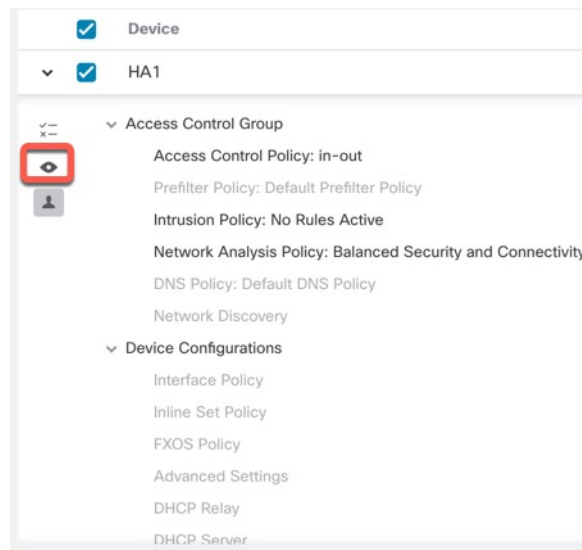 Device
HA1
Access Control Group
Access Control Policy: in-out
Prefilter Policy: Default Prefilter Policy
Intrusion Policy: No Rules Active
Network Analysis Policy: Balanced Security and Connectivity
DNS Policy: Default DNS Policy
Network Discovery
Device Configurations
Interface Policy
Inline Set Policy
FXOS Policy
Advanced Settings
DHCP Relay
DHCP Server